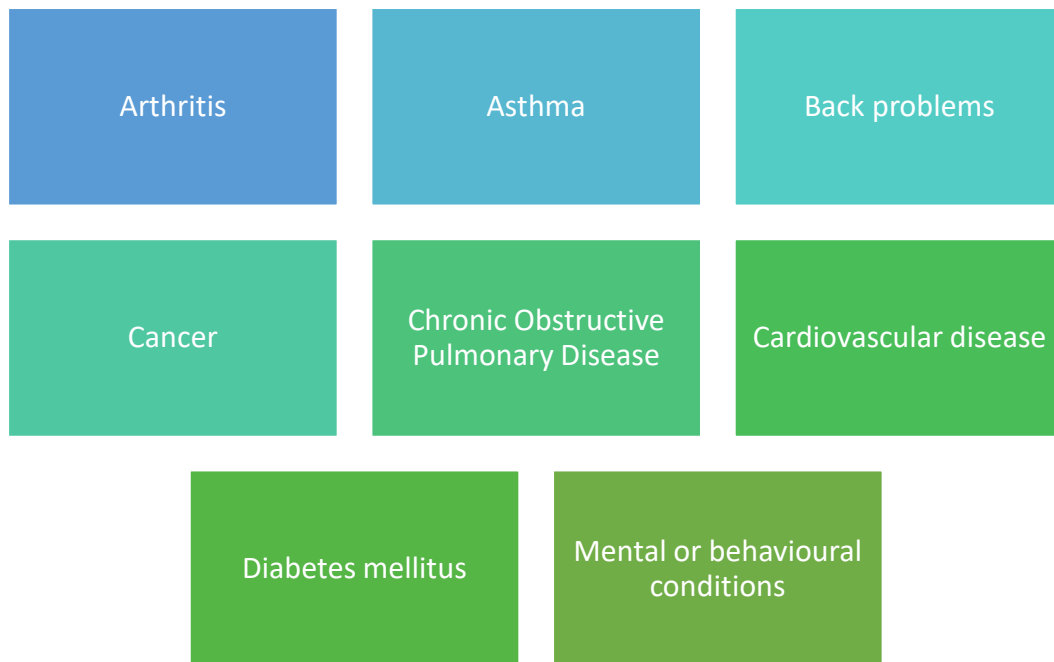 Arthritis
Asthma
Back problems
Cancer
Chronic Obstructive
Pulmonary Disease
Cardiovascular disease
Diabetes mellitus
Mental or behavioural
conditions